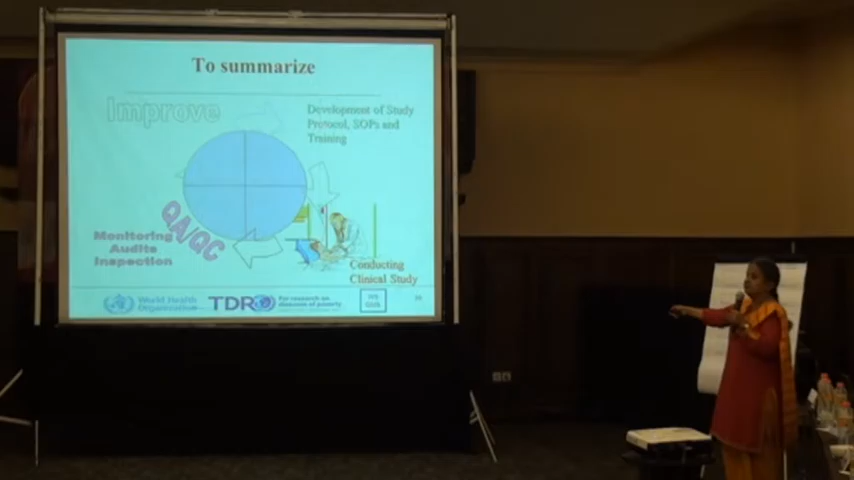 To summarize
Improve
Development of Study
Protocol, SOPs and
Training
QA/QC
Monitoring
Audits
Inspection
Conducting
Clinical Study
World Health
Organization
TDR
For research on
diseases of poverty